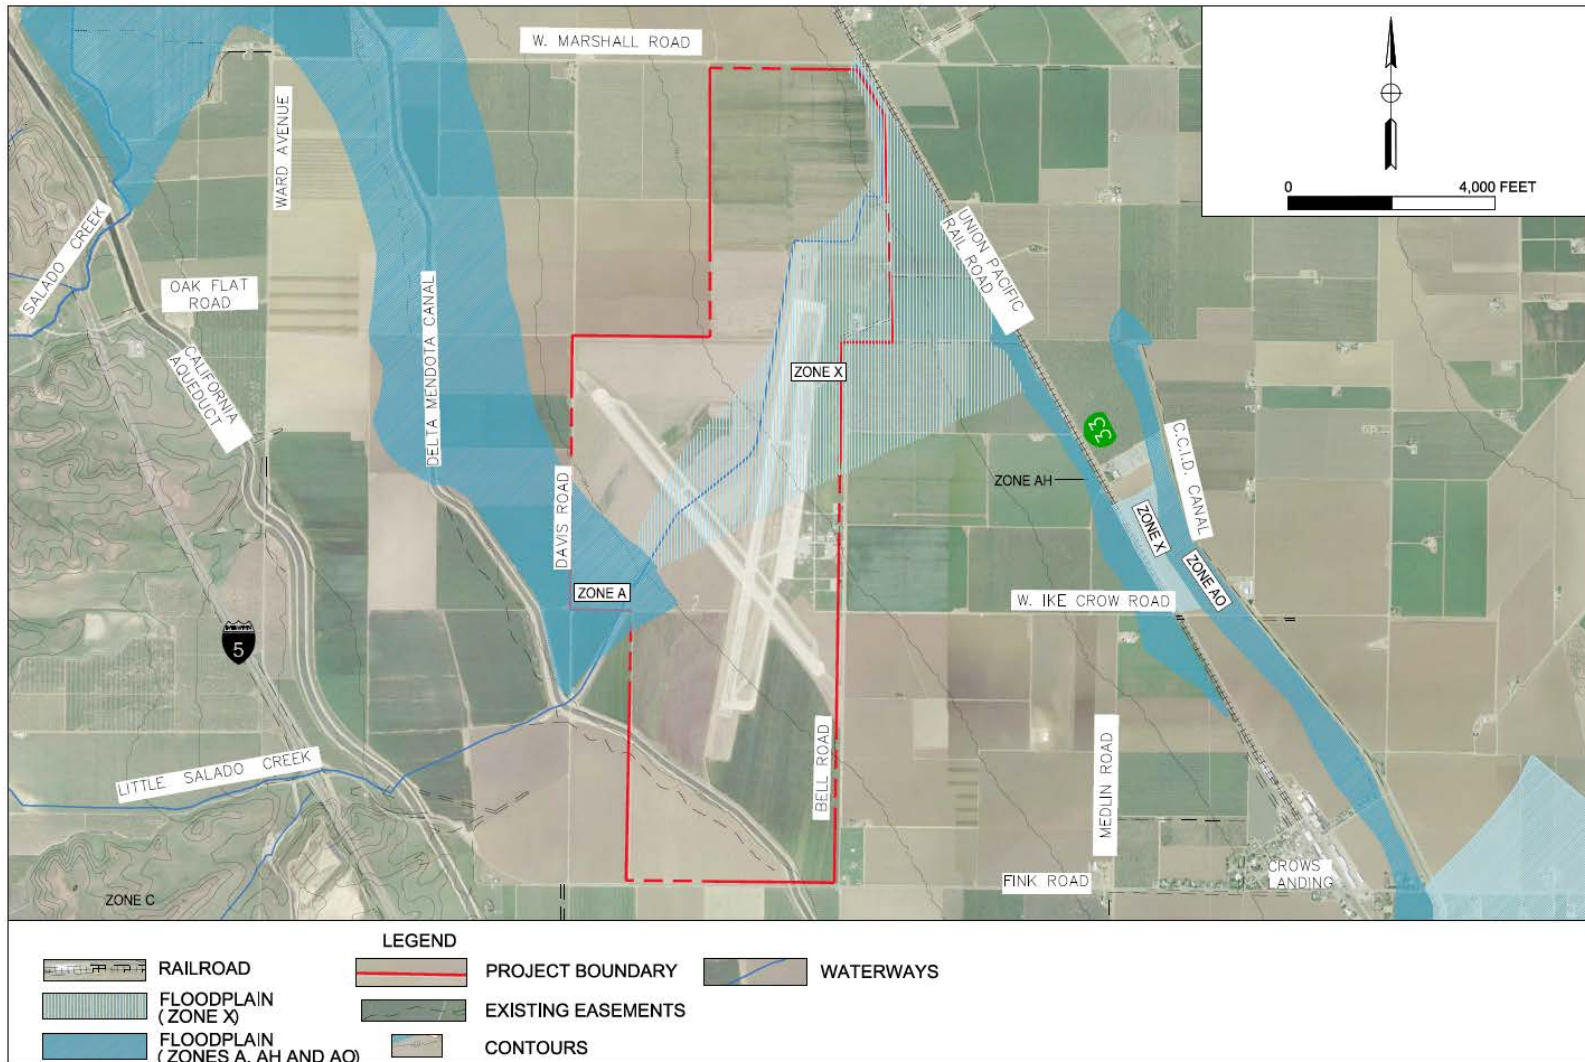 W. MARSHALL ROAD
0 4,000 FEET
WARD AVENUE
SALADO CREEK
OAK FLAT
ROAD
DELTA MENDOTA CANAL
CALIFORNIA
AQUEDUCT
UNION PACIFIC
RAIL ROAD
ZONE X
33
C.C.I.D. CANAL
ZONE AH
DAVIS ROAD
ZONE X
ZONE A
ZONE AO
W. IKE CROW ROAD
5
BELL ROAD
MEDLIN ROAD
LITTLE SALADO CREEK
FINK ROAD
CROWS
LANDING
ZONE C
LEGEND
RAILROAD
FLOODPLAIN
(ZONE X)
FLOODPLAIN
(ZONES A, AH AND AO)
PROJECT BOUNDARY
EXISTING EASEMENTS
CONTOURS
WATERWAYS